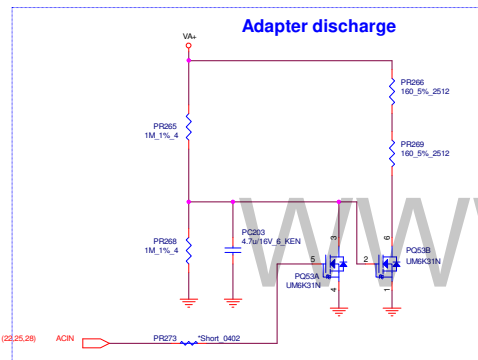 Adapter discharge
VA+
PR266
160_5%_2512
PR265
1M_1%_4
PR269
160_5%_2512
PR268
1M_1%_4
PC203
4.7u/16V_6_KEN
3
5
4
PQ53A
UM6K31N
6
2
1
PQ53B
UM6K31N
(22,25,28)
ACIN
PR273
*Short_0402
WW